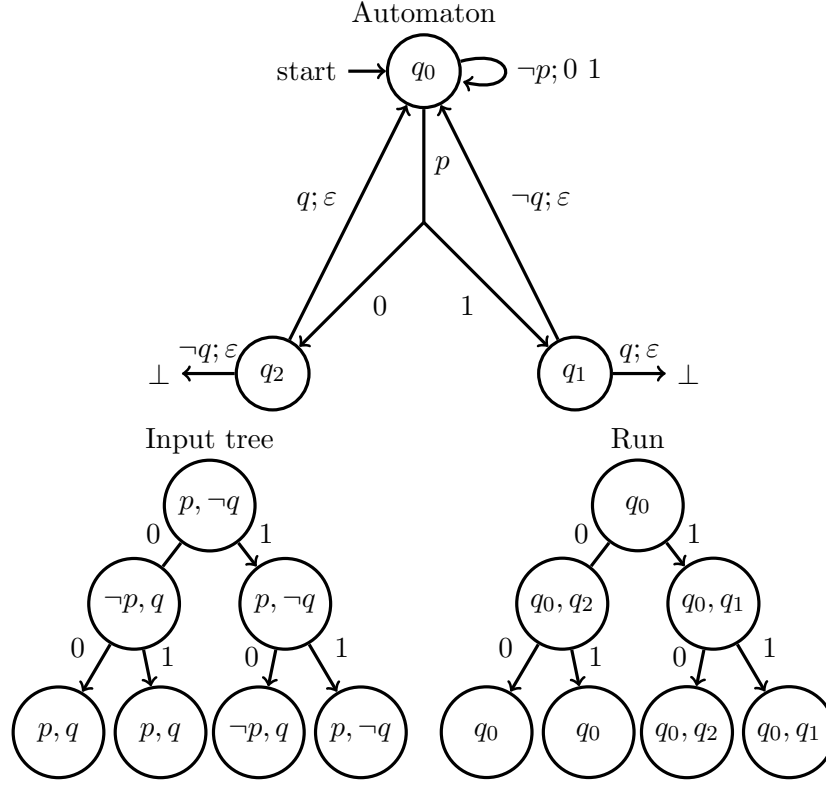 Automaton
start
q₀
¬p; 0 1
p
q; ε
¬q; ε
0
1
¬q; ε
q; ε
⊥
q₂
q₁
⊥
Input tree
Run
p, ¬q
q₀
0
1
0
1
¬p, q
p, ¬q
q₀, q₂
q₀, q₁
0
1
0
1
0
1
0
1
p, q
p, q
¬p, q
p, ¬q
q₀
q₀
q₀, q₂
q₀, q₁